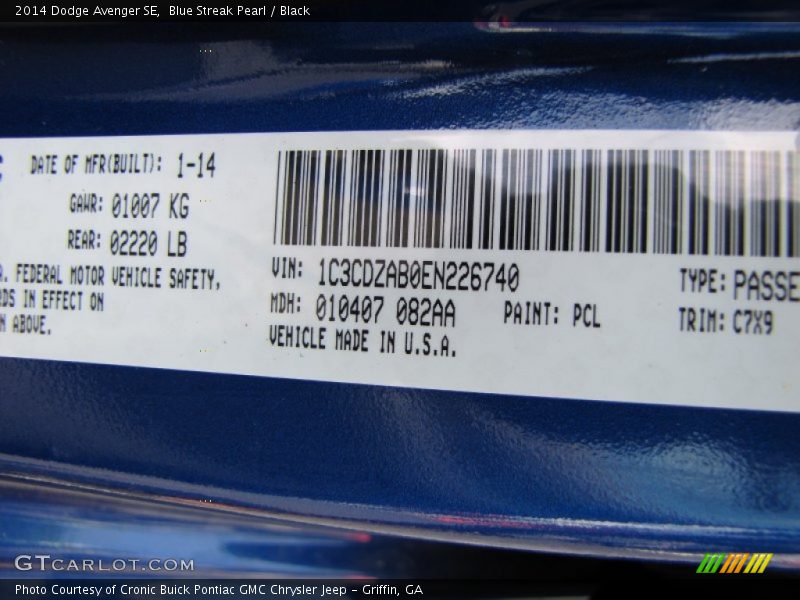 2014 Dodge Avenger SE,  Blue Streak Pearl / Black
DATE OF MFR(BUILT): 1-14
GAWR: 01007 KG
REAR: 02220 LB
FEDERAL MOTOR VEHICLE SAFETY,
IN EFFECT ON
ABOVE.
VIN: 1C3CDZAB0EN226740
MDH: 010407 082AA
PAINT: PCL
VEHICLE MADE IN U.S.A.
TYPE: PASSE
TRIM: C7X9
GTCARLOT.COM
Photo Courtesy of Cronic Buick Pontiac GMC Chrysler Jeep - Griffin, GA